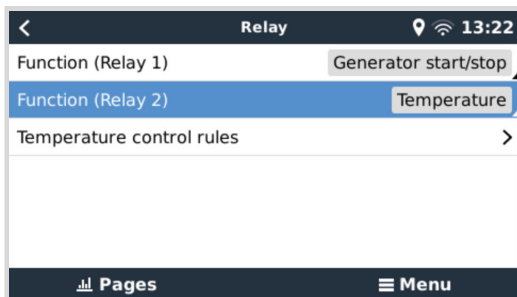 Relay 13:22
Function (Relay 1) Generator start/stop
Function (Relay 2) Temperature
Temperature control rules
Pages Menu